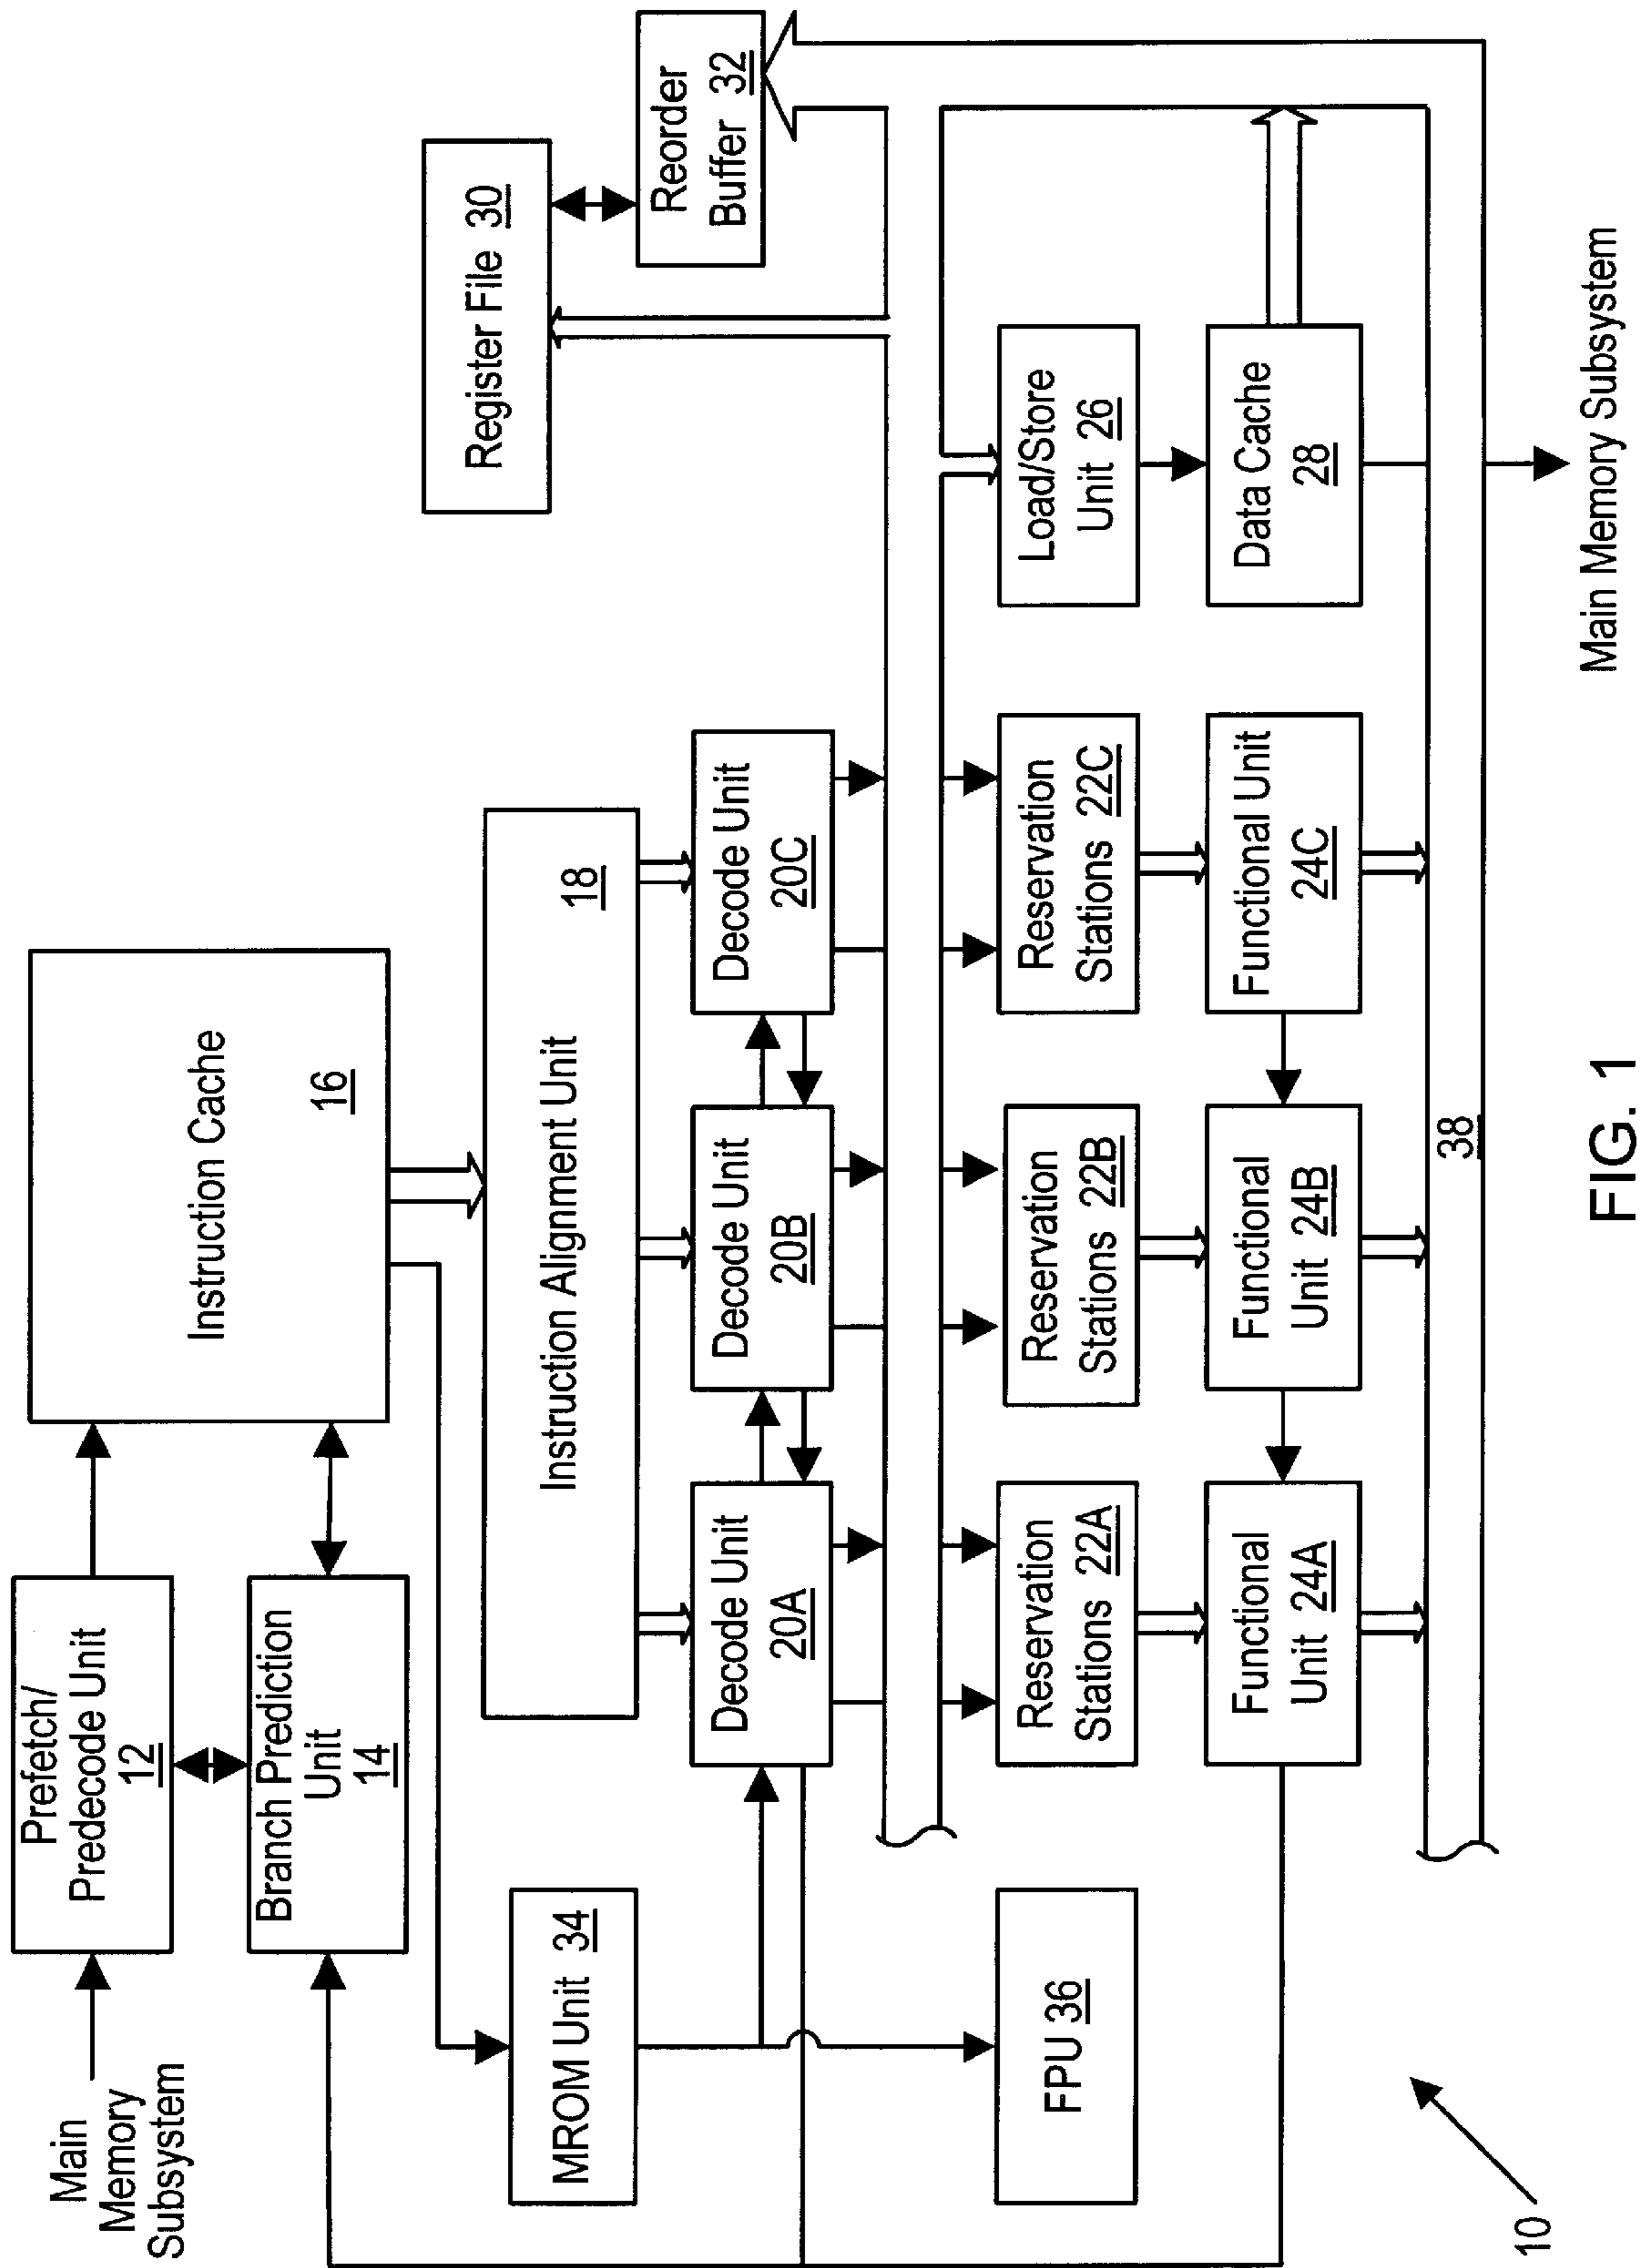 Main
Memory
Subsystem
Prefetch/
Predecode Unit
12
Branch Prediction
Unit
14
Instruction Cache
16
Register File 30
Reorder
Buffer 32
Instruction Alignment Unit
18
MROM Unit 34
Decode Unit
20A
Decode Unit
20B
Decode Unit
20C
FPU 36
Reservation
Stations 22A
Reservation
Stations 22B
Reservation
Stations 22C
Load/Store
Unit 26
Functional
Unit 24A
Functional
Unit 24B
Functional Unit
24C
Data Cache
28
38
10
Main Memory Subsystem
FIG. 1